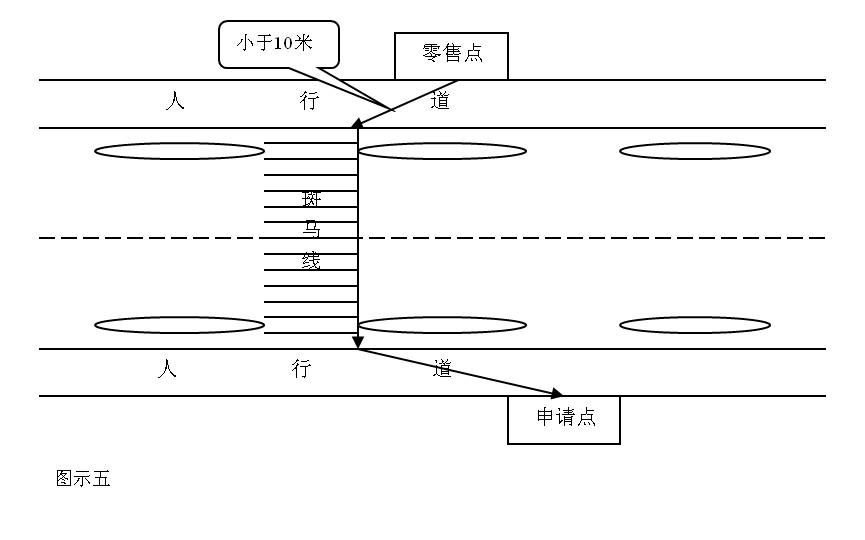 小于10米
零售点
人 行 道
斑
马
线
人 行 道
申请点
图示五